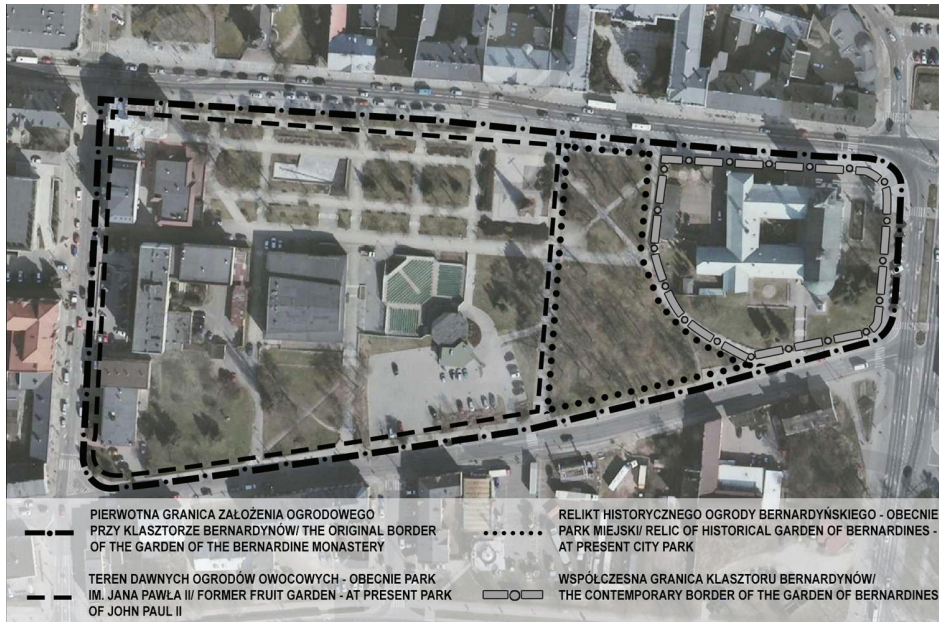 PIERWOTNA GRANICA ZAŁOŻENIA OGRODOWEGO
PRZY KLASZTORZE BERNARDYNÓW/ THE ORIGINAL BORDER
OF THE GARDEN OF THE BERNARDINE MONASTERY
TEREN DAWNYCH OGRODÓW OWOCOWYCH - OBECNIE PARK
IM. JANA PAWŁA II/ FORMER FRUIT GARDEN - AT PRESENT PARK
OF JOHN PAUL II
RELIKT HISTORYCZNEGO OGRODY BERNARDYŃSKIEGO - OBECNIE
PARK MIEJSKI/ RELIC OF HISTORICAL GARDEN OF BERNARDINES -
AT PRESENT CITY PARK
WSPÓŁCZESNA GRANICA KLASZTORU BERNARDYNÓW/
THE CONTEMPORARY BORDER OF THE GARDEN OF BERNARDINES